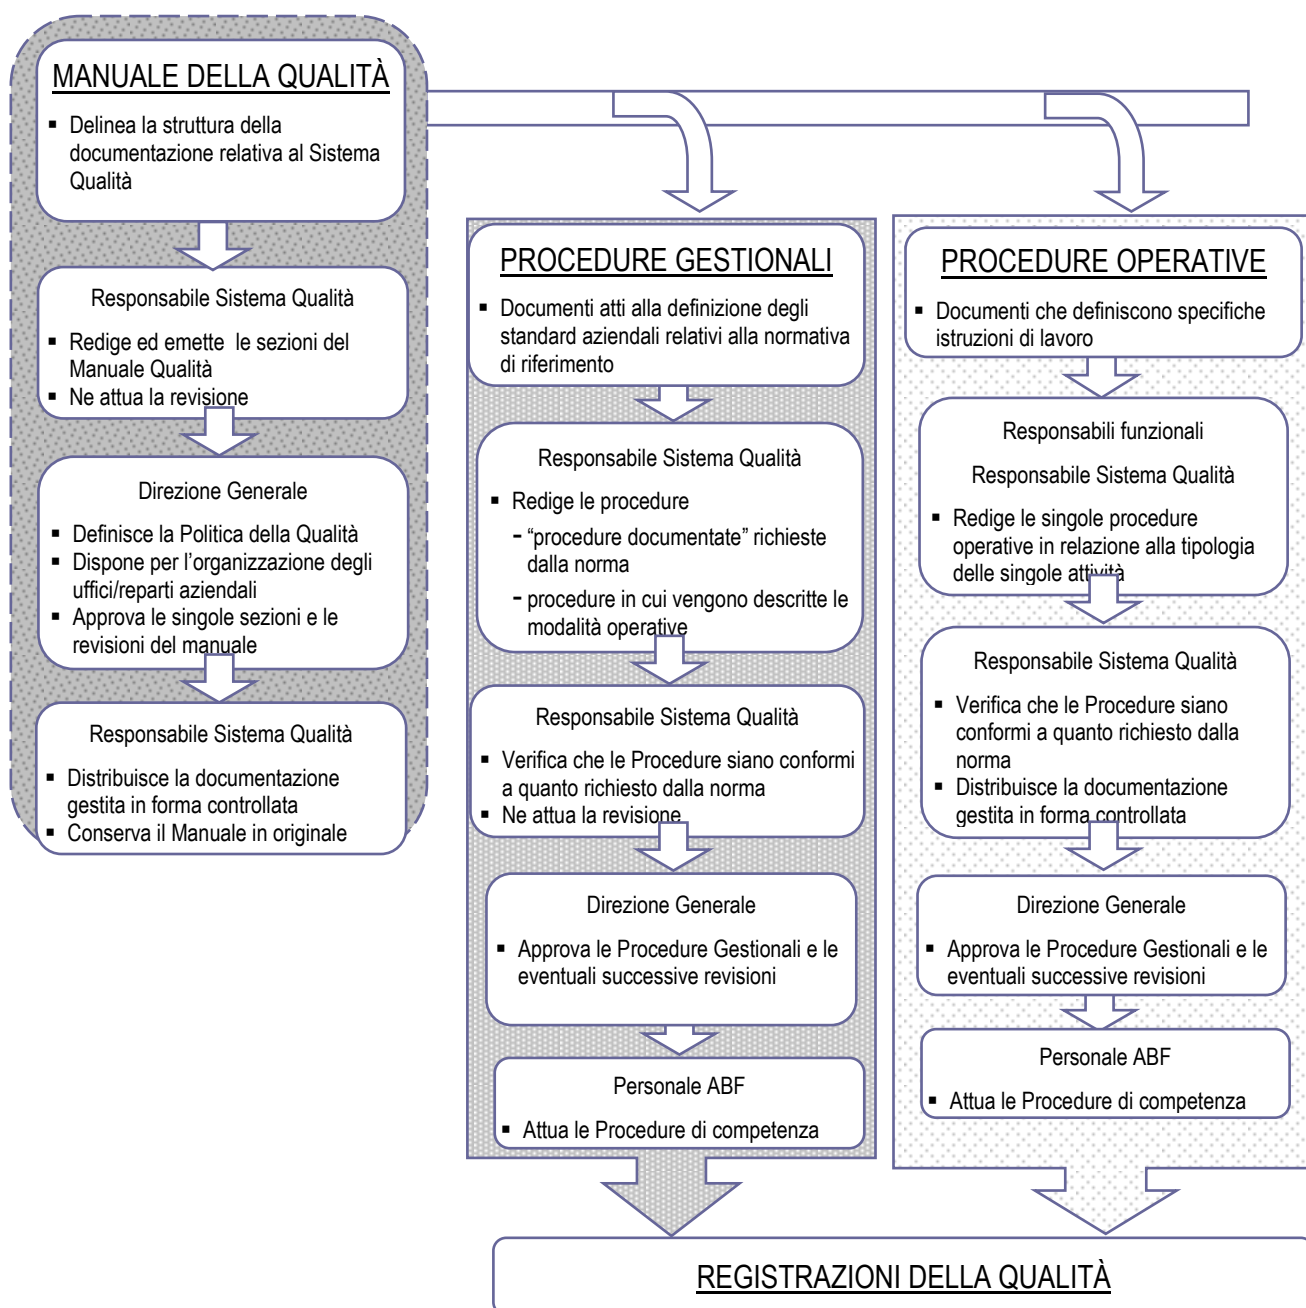 MANUALE DELLA QUALITÀ
▪ Delinea la struttura della
documentazione relativa al Sistema
Qualità
Responsabile Sistema Qualità
▪ Redige ed emette le sezioni del
Manuale Qualità
▪ Ne attua la revisione
Direzione Generale
▪ Definisce la Politica della Qualità
▪ Dispone per l’organizzazione degli
uffici/reparti aziendali
▪ Approva le singole sezioni e le
revisioni del manuale
Responsabile Sistema Qualità
▪ Distribuisce la documentazione
gestita in forma controllata
▪ Conserva il Manuale in originale
PROCEDURE GESTIONALI
▪ Documenti atti alla definizione degli
standard aziendali relativi alla normativa
di riferimento
Responsabile Sistema Qualità
▪ Redige le procedure
- “procedure documentate” richieste
dalla norma
- procedure in cui vengono descritte le
modalità operative
Responsabile Sistema Qualità
▪ Verifica che le Procedure siano conformi
a quanto richiesto dalla norma
▪ Ne attua la revisione
Direzione Generale
▪ Approva le Procedure Gestionali e le
eventuali successive revisioni
Personale ABF
▪ Attua le Procedure di competenza
PROCEDURE OPERATIVE
▪ Documenti che definiscono specifiche
istruzioni di lavoro
Responsabili funzionali
Responsabile Sistema Qualità
▪ Redige le singole procedure
operative in relazione alla tipologia
delle singole attività
Responsabile Sistema Qualità
▪ Verifica che le Procedure siano
conformi a quanto richiesto dalla
norma
▪ Distribuisce la documentazione
gestita in forma controllata
Direzione Generale
▪ Approva le Procedure Gestionali e le
eventuali successive revisioni
Personale ABF
▪ Attua le Procedure di competenza
REGISTRAZIONI DELLA QUALITÀ